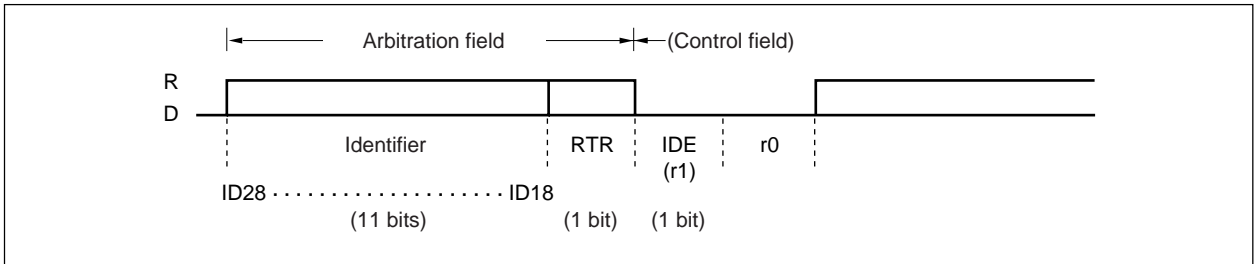 Arbitration field (Control field)
R
D
Identifier RTR IDE r0
(r1)
ID28 · · · · · · · · · · · · · · · · · · · · ID18
(11 bits) (1 bit) (1 bit)